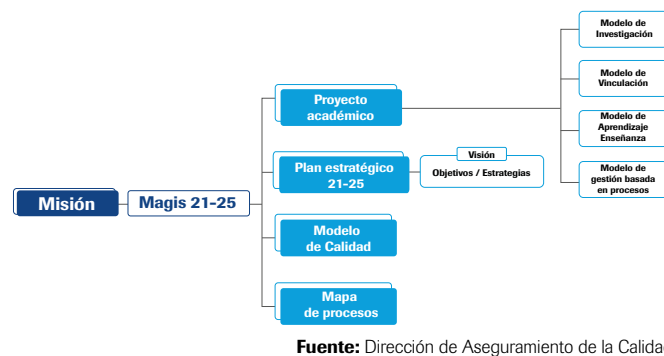 Misión
Magis 21-25
Proyecto
académico
Modelo de
Investigación
Modelo de
Vinculación
Modelo de
Aprendizaje
Enseñanza
Modelo de
gestión basada
en procesos
Plan estratégico
21-25
Visión
Objetivos / Estrategias
Modelo
de Calidad
Mapa
de procesos
Fuente: Dirección de Aseguramiento de la Calida